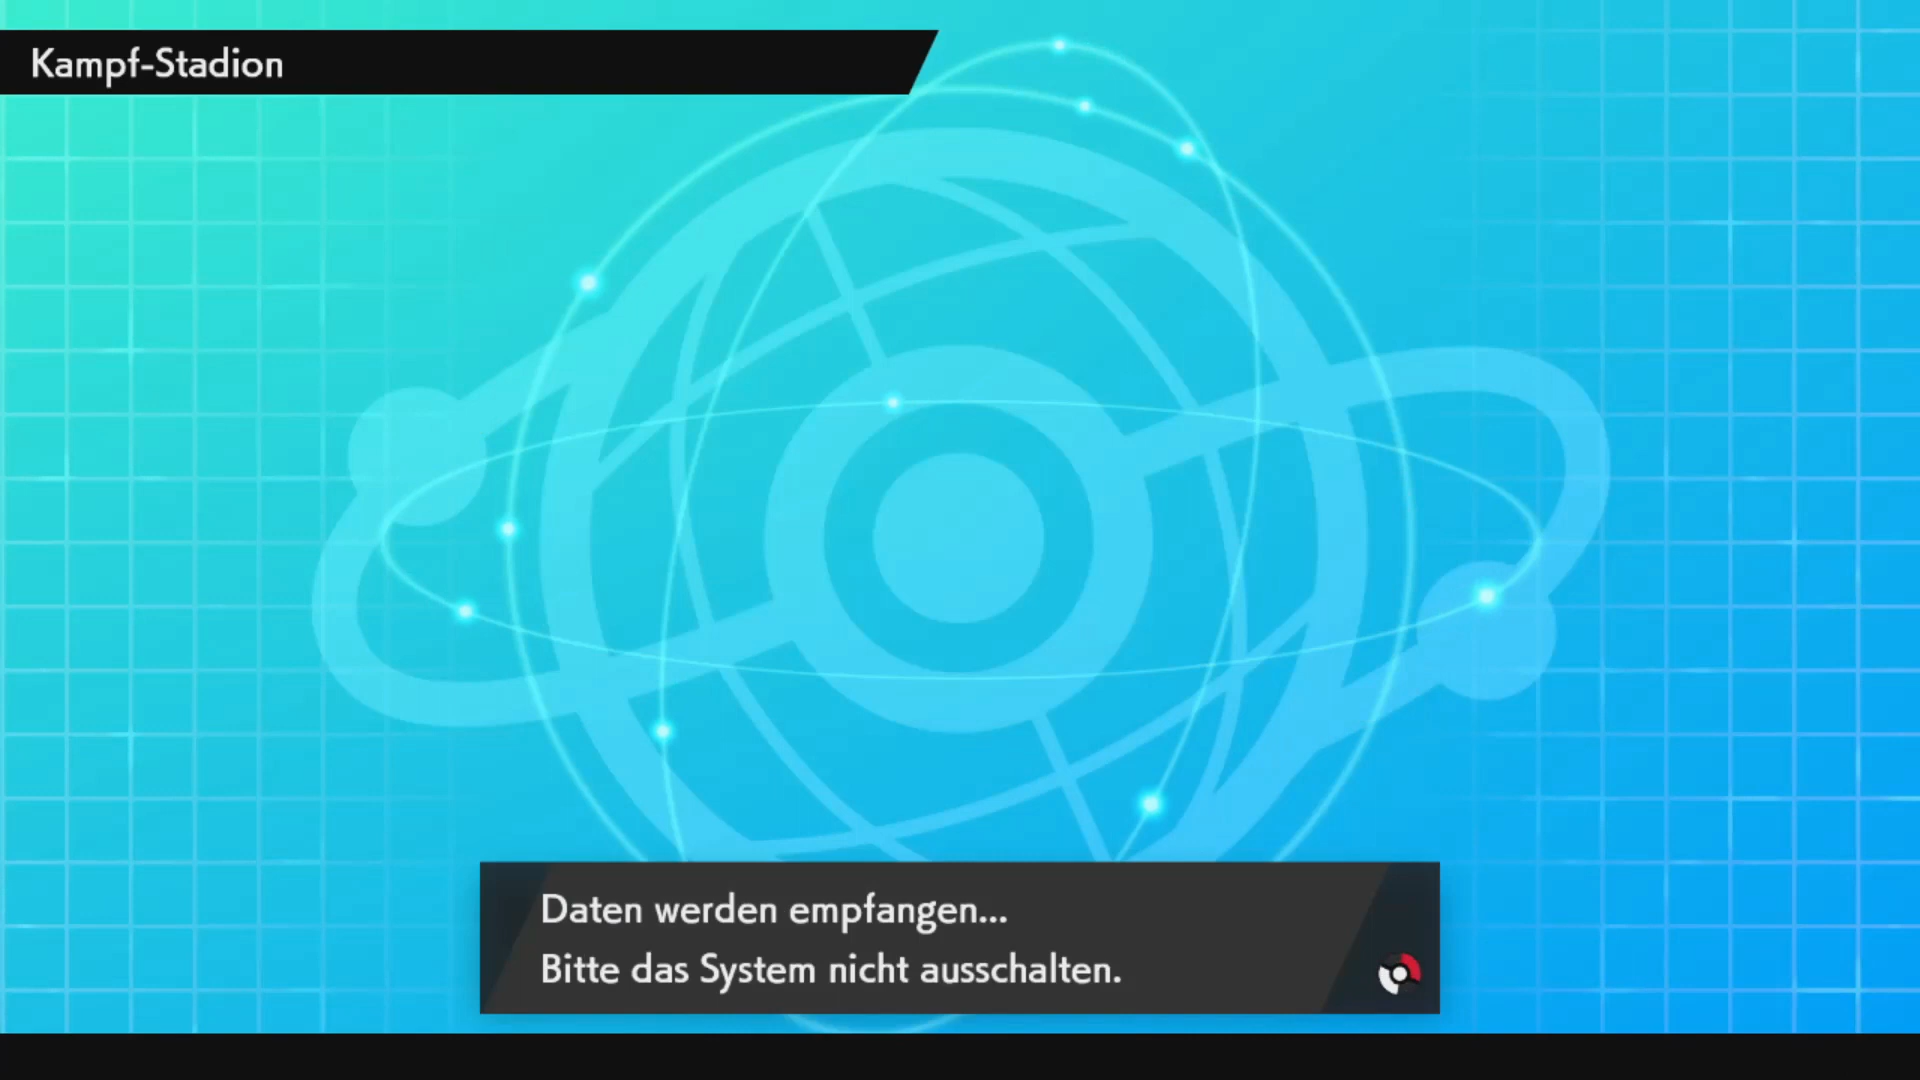 Kampf-Stadion
Daten werden empfangen...
Bitte das System nicht ausschalten.